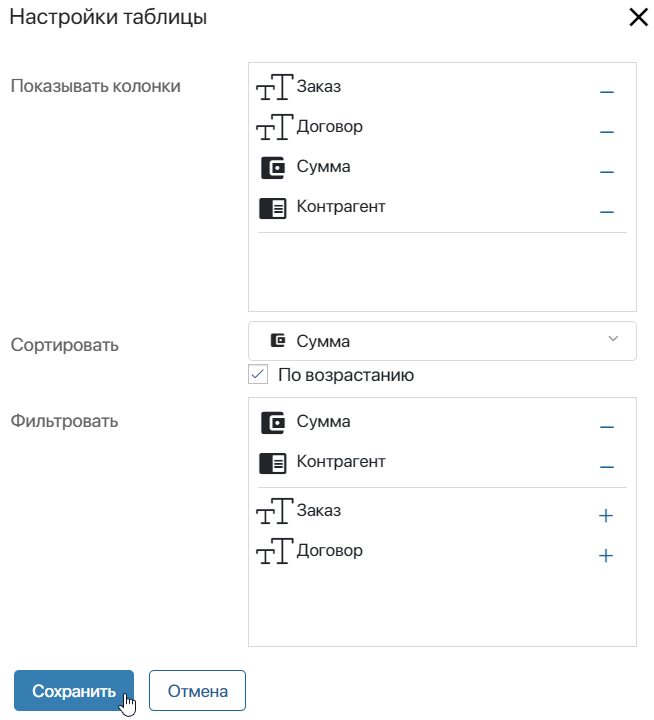 Настройки таблицы
Показывать колонки
Заказ
Договор
Сумма
Контрагент
Сортировать
Сумма
По возрастанию
Фильтровать
Сумма
Контрагент
Заказ
Договор
Сохранить
Отмена